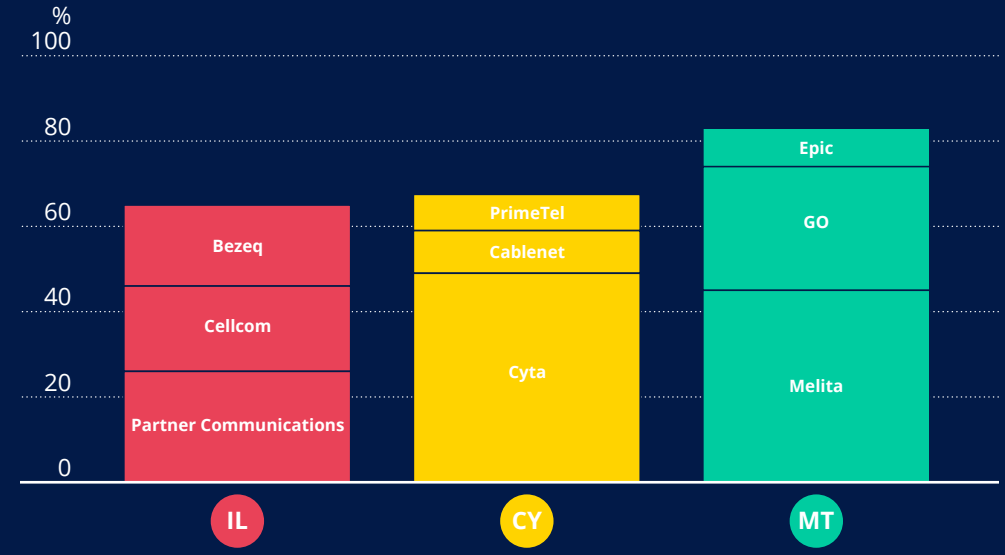 %
100
80
60
40
20
0
Bezeq
Cellcom
Partner Communications
PrimeTel
Cablenet
Cyta
Epic
GO
Melita
IL
CY
MT